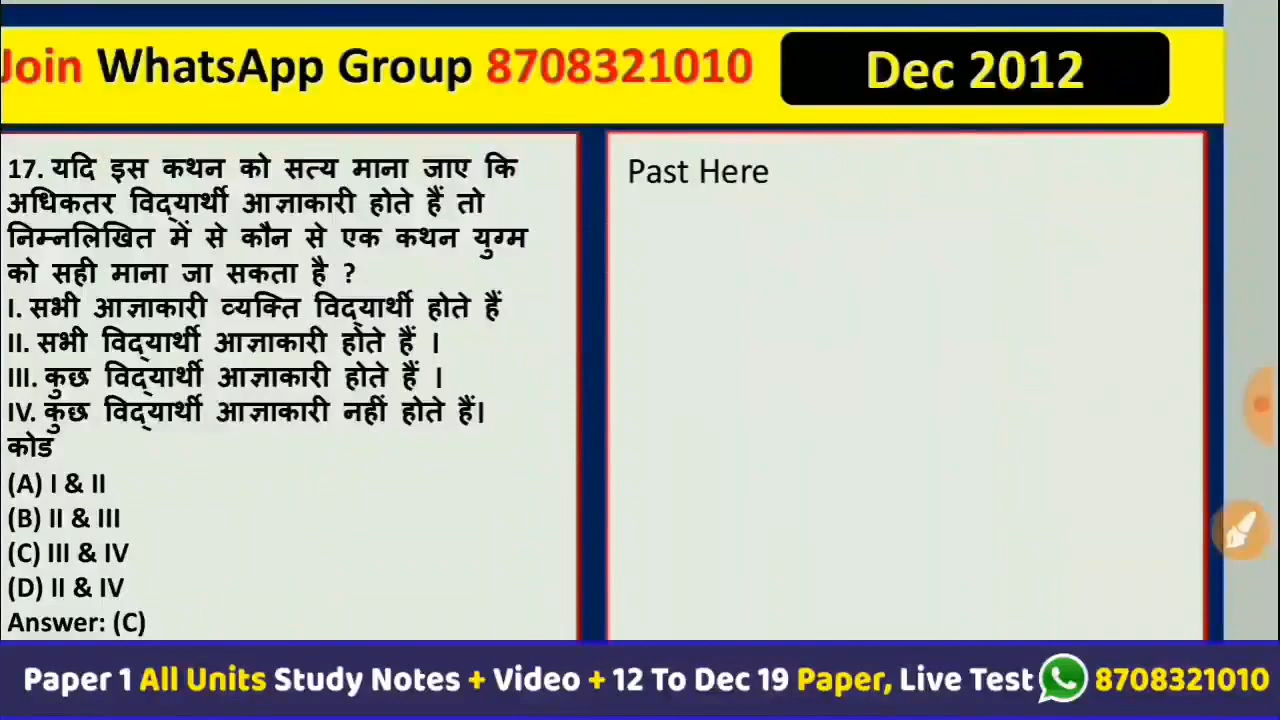 Join WhatsApp Group 8708321010
Dec 2012
17. यदि इस कथन को सत्य माना जाए कि
अधिकतर विद्यार्थी आज्ञाकारी होते हैं तो
निम्नलिखित में से कौन से एक कथन युग्म
को सही माना जा सकता है ?
I. सभी आज्ञाकारी व्यक्ति विद्यार्थी होते हैं
II. सभी विद्यार्थी आज्ञाकारी होते हैं ।
III. कुछ विद्यार्थी आज्ञाकारी होते हैं ।
IV. कुछ विद्यार्थी आज्ञाकारी नहीं होते हैं।
कोड
(A) I & II
(B) II & III
(C) III & IV
(D) II & IV
Answer: (C)
Past Here
Paper 1 All Units Study Notes + Video + 12 To Dec 19 Paper, Live Test 8708321010